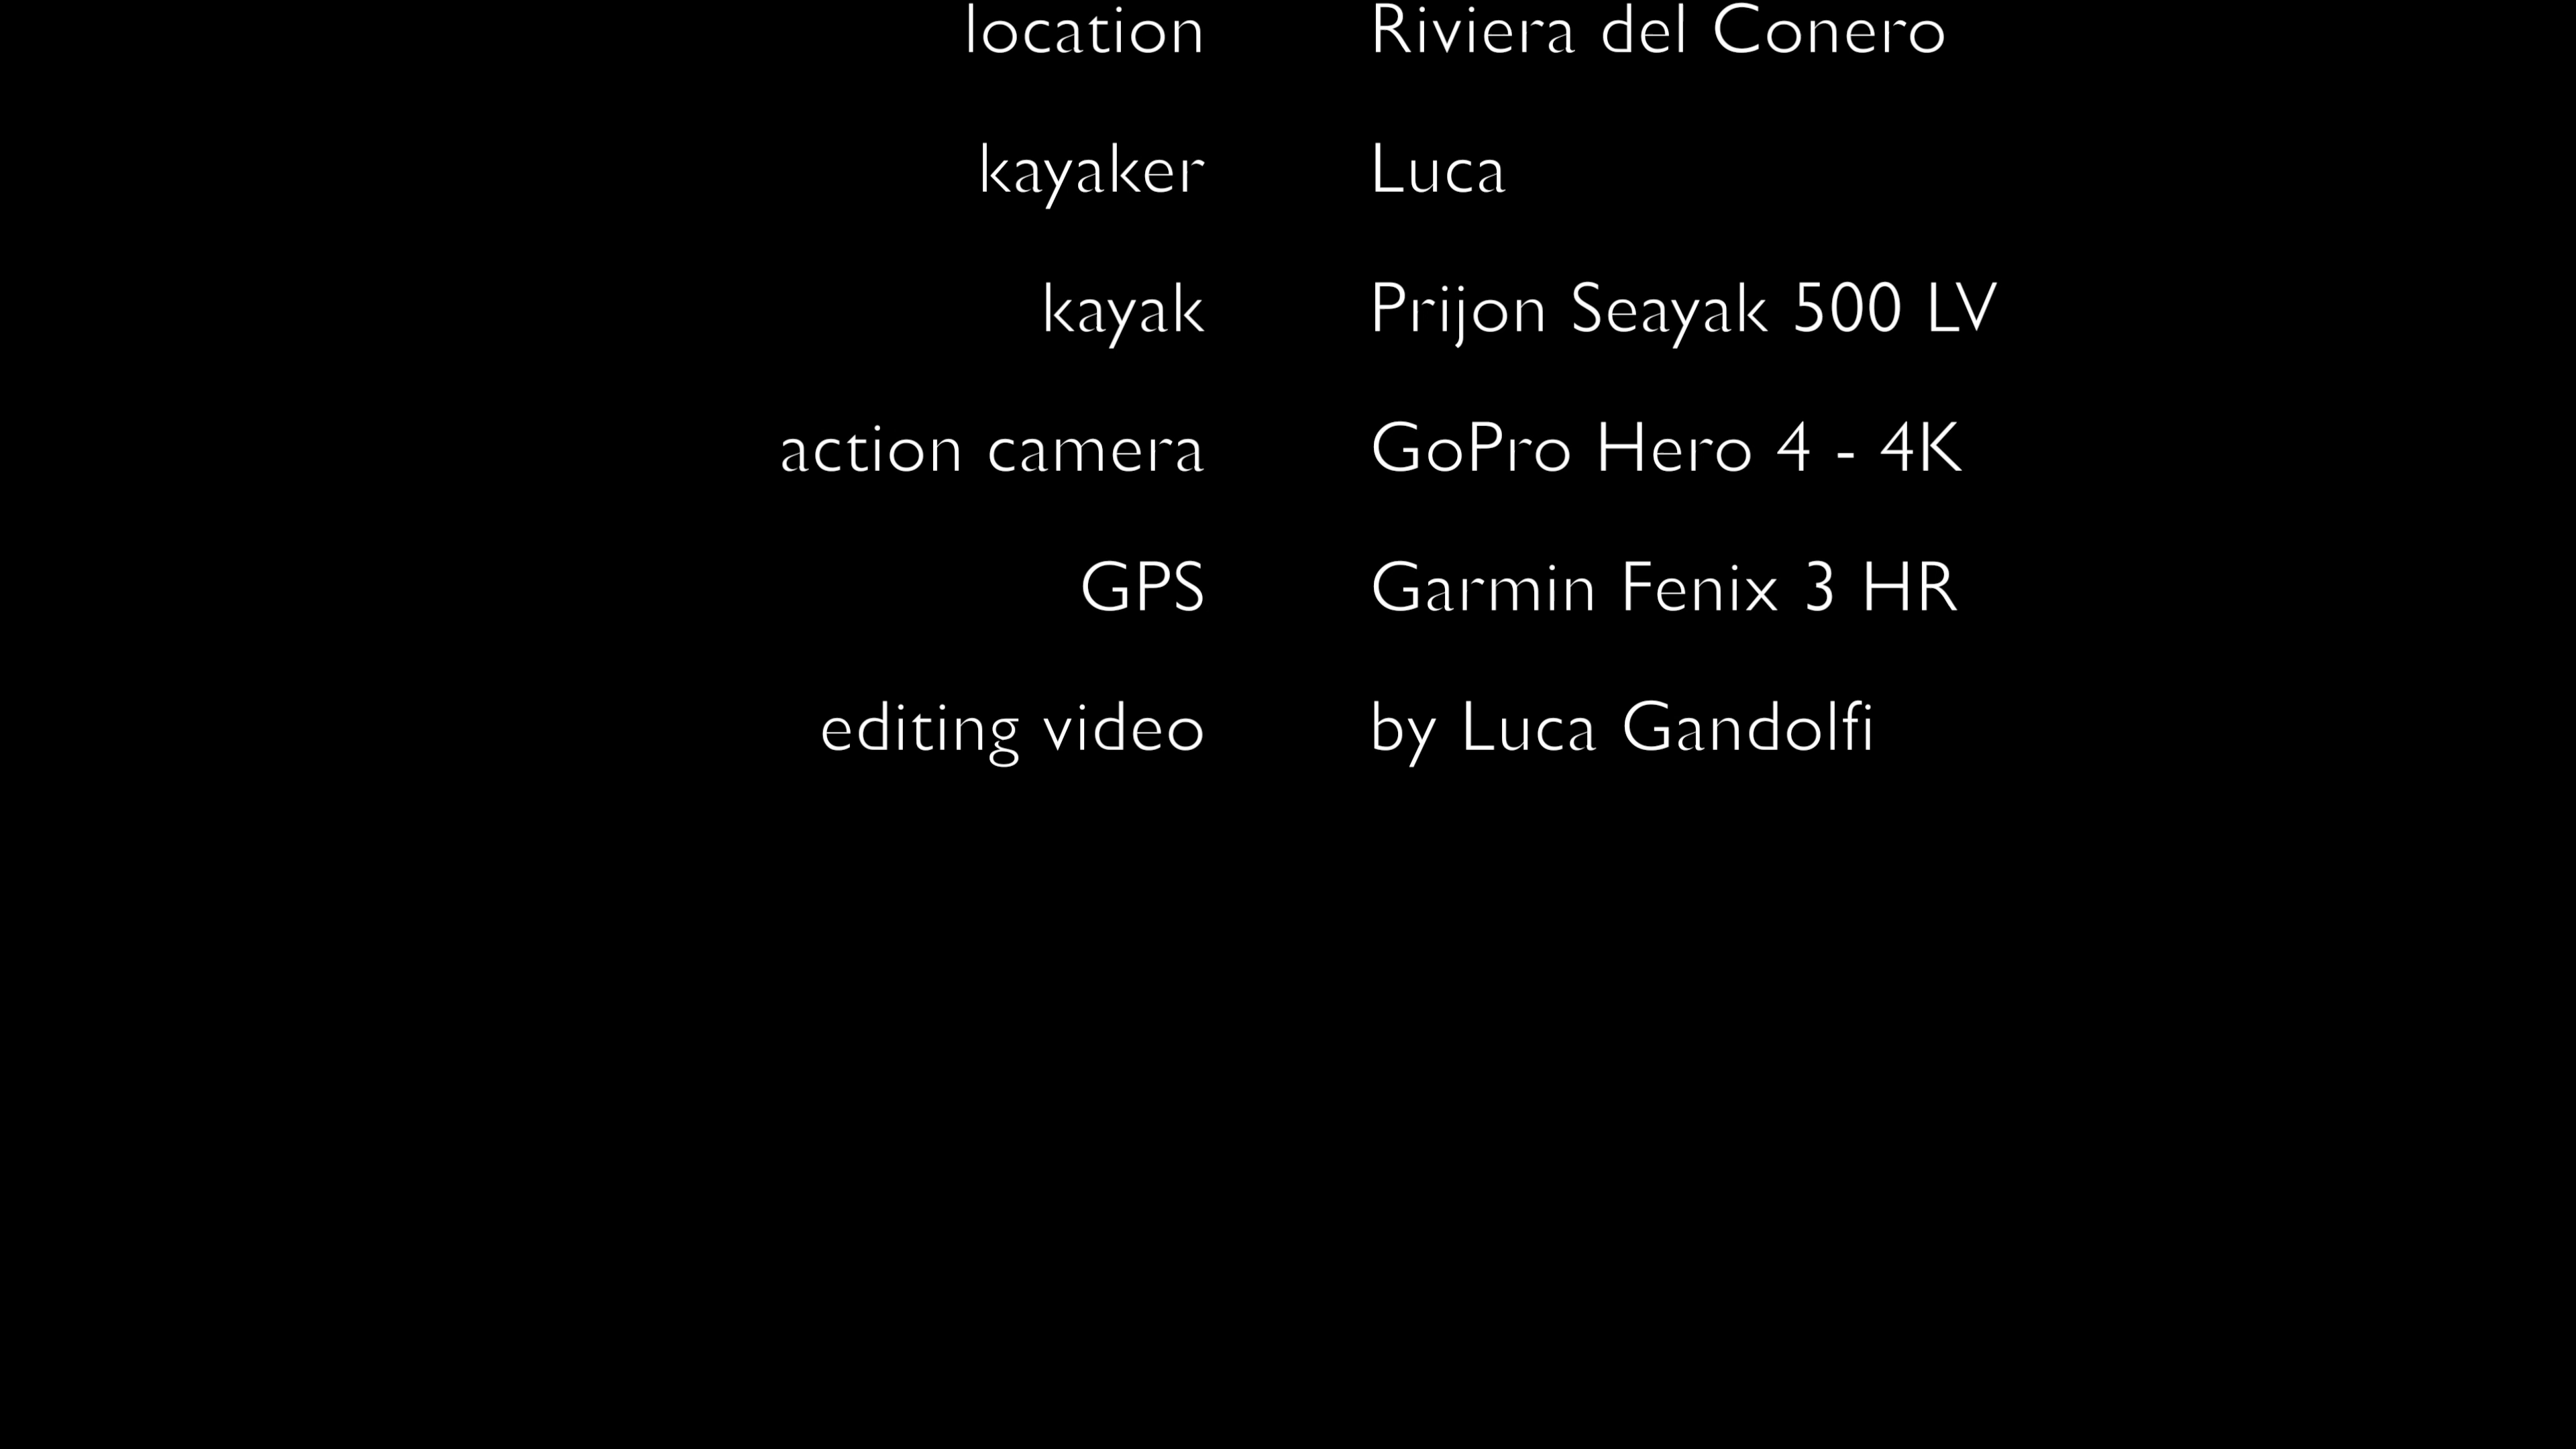 location Riviera del Conero
kayaker Luca
kayak Prijon Seayak 500 LV
action camera GoPro Hero 4 - 4K
GPS Garmin Fenix 3 HR
editing video by Luca Gandolfi